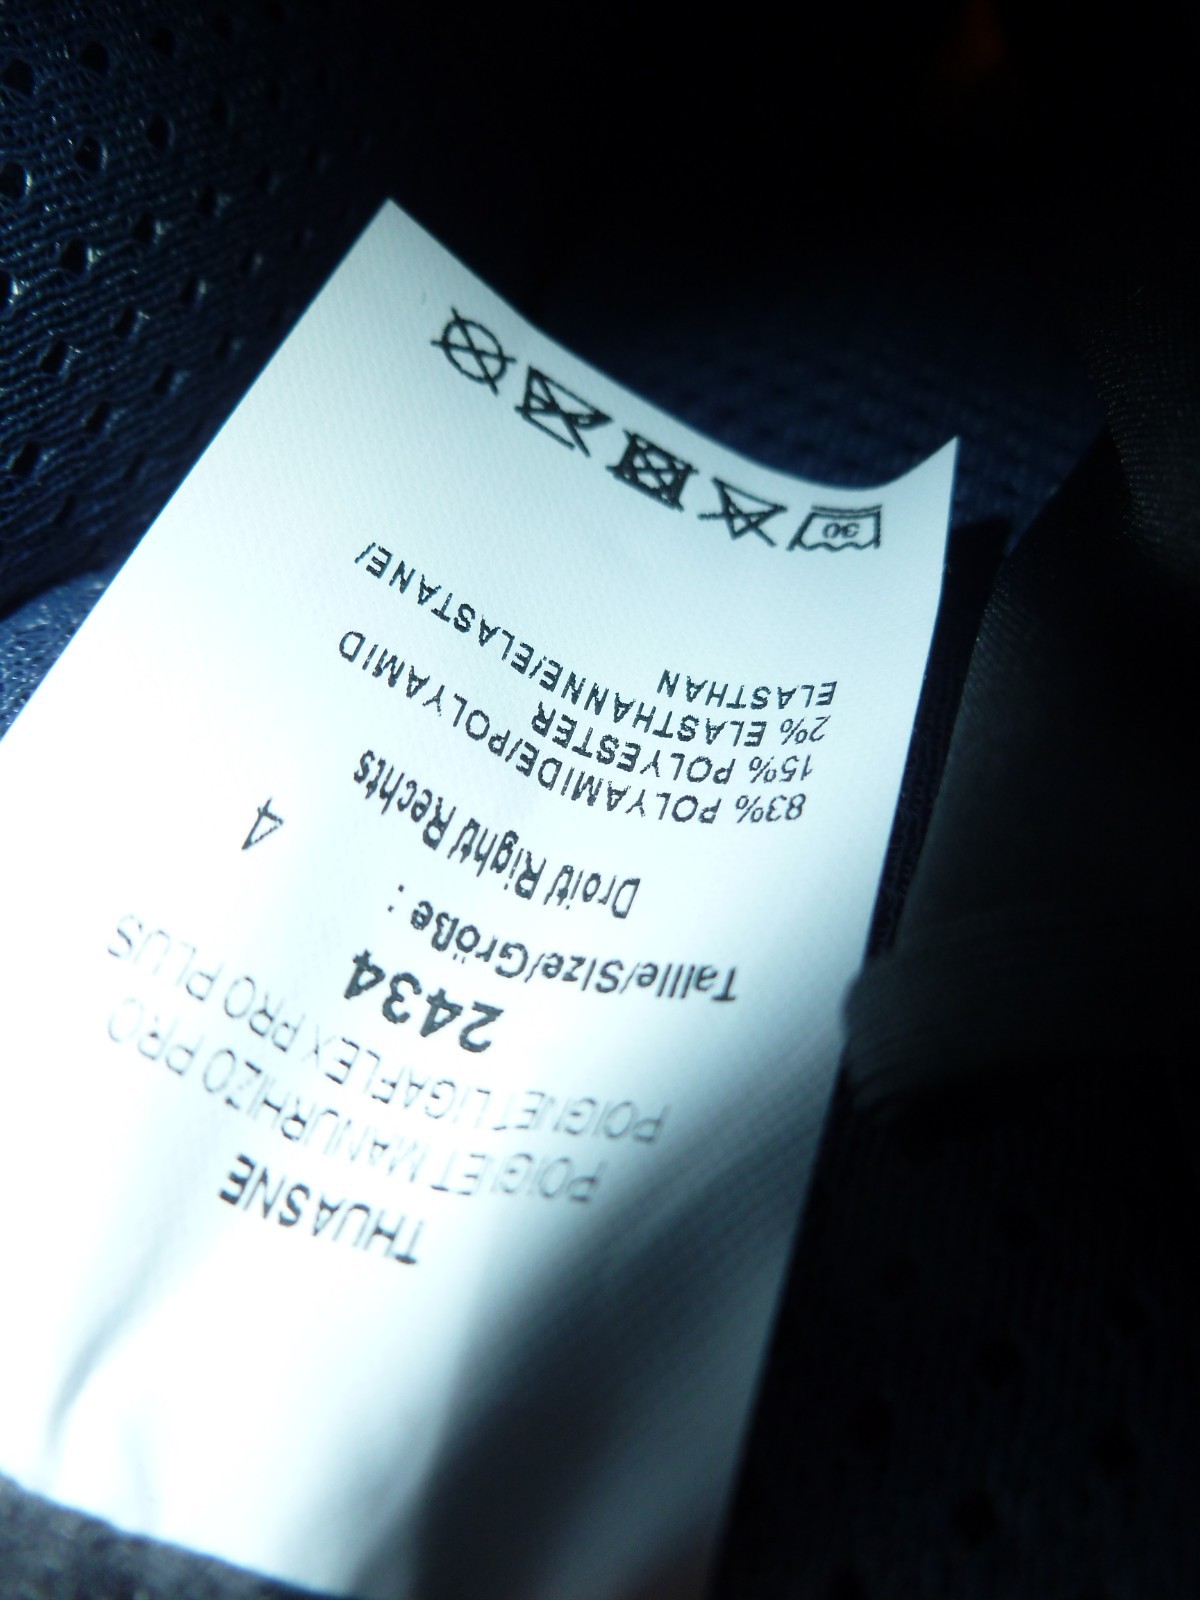 THUASNE
POIGNET MANURHIZO PRO
POIGNET LIGAFLEX PRO PLUS
2434
Taille/Size/Größe : 4
Droit/ Right/ Rechts
83% POLYAMIDE/POLYAMID
15% POLYESTER
2% ELASTHANNE/ELASTANE/
ELASTHAN
30